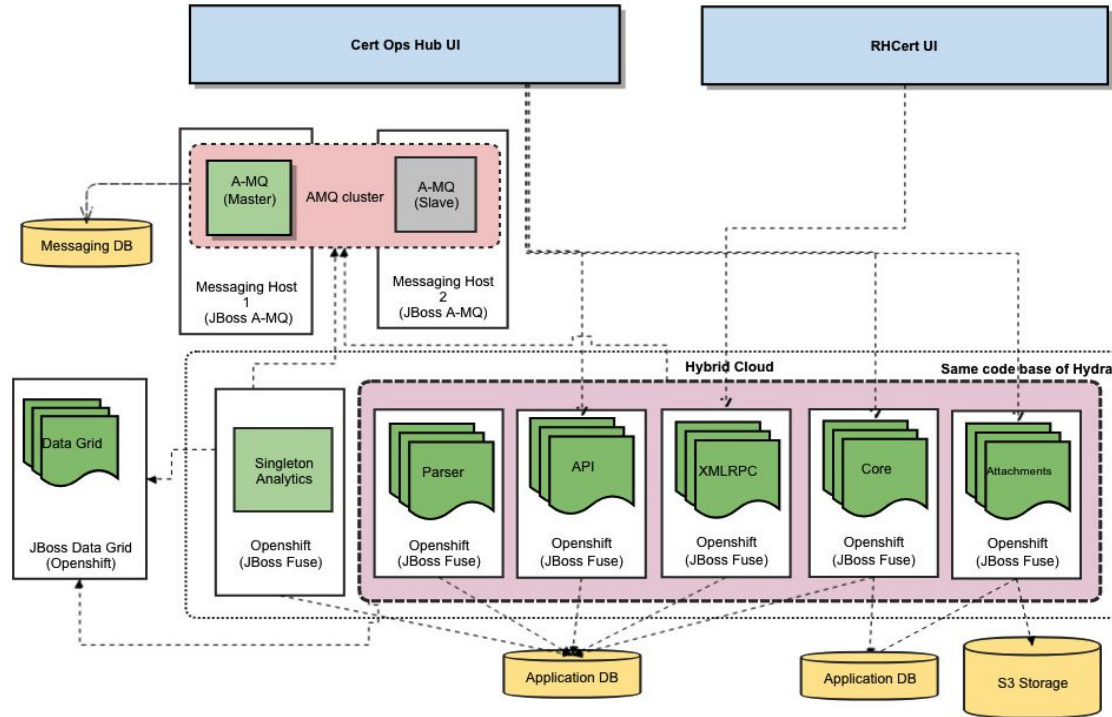 Cert Ops Hub UI
RHCert UI
A-MQ
(Master)
AMQ cluster
A-MQ
(Slave)
Messaging DB
Messaging Host
1
(JBoss A-MQ)
Messaging Host
2
(JBoss A-MQ)
Hybrid Cloud
Same code base of Hydra
Data Grid
JBoss Data Grid
(Openshift)
Singleton
Analytics
Openshift
(JBoss Fuse)
Parser
Openshift
(JBoss Fuse)
API
Openshift
(JBoss Fuse)
XMLRPC
Openshift
(JBoss Fuse)
Core
Openshift
(JBoss Fuse)
Attachments
Openshift
(JBoss Fuse)
Application DB
Application DB
S3 Storage